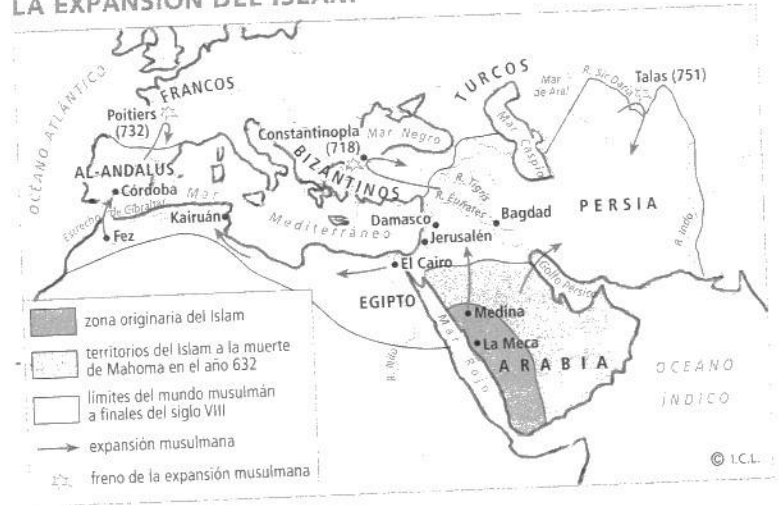 LA EXPANSIÓN DEL ISLAM
OCÉANO ATLÁNTICO
FRANCOS
Poitiers
(732)
TURCOS
Mar
de Aral
R. Sir Daria
Talas (751)
Constantinopla
(718)
Mar Negro
Mar Caspio
BIZANTINOS
AL-ANDALUS
Córdoba
Estrecho de Gibraltar
Mar
Mediterráneo
Kairuán
Fez
R. Tigris
R. Éufrates
Damasco
Bagdad
Jerusalén
PERSIA
R. Indo
El Cairo
EGIPTO
Golfo Pérsico
Medina
La Meca
ARABIA
Mar Rojo
R. Nilo
OCÉANO
ÍNDICO
zona originaria del Islam
territorios del Islam a la muerte
de Mahoma en el año 632
límites del mundo musulmán
a finales del siglo VIII
expansión musulmana
freno de la expansión musulmana
© I.C.L.